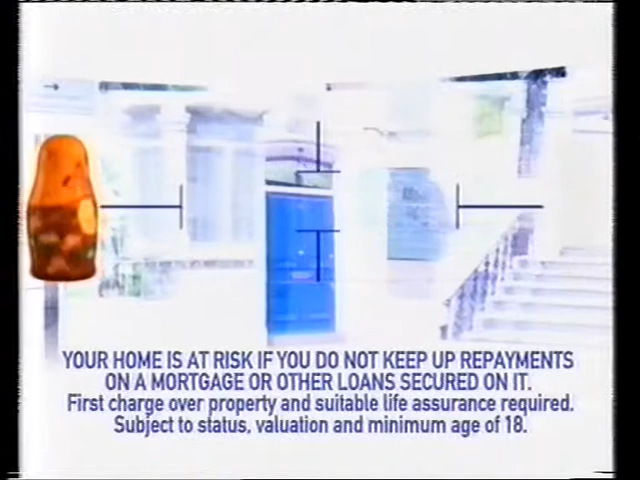 YOUR HOME IS AT RISK IF YOU DO NOT KEEP UP REPAYMENTS
ON A MORTGAGE OR OTHER LOANS SECURED ON IT.
First charge over property and suitable life assurance required.
Subject to status, valuation and minimum age of 18.